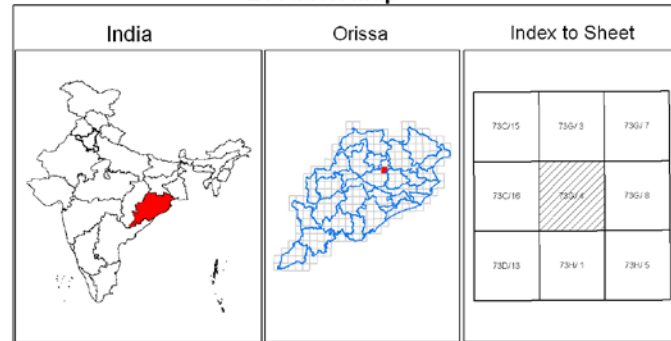 India
Orissa
Index to Sheet
73C/15 73G/3 73G/7
73C/16 73G/4 73G/8
73D/13 73H/1 73H/5